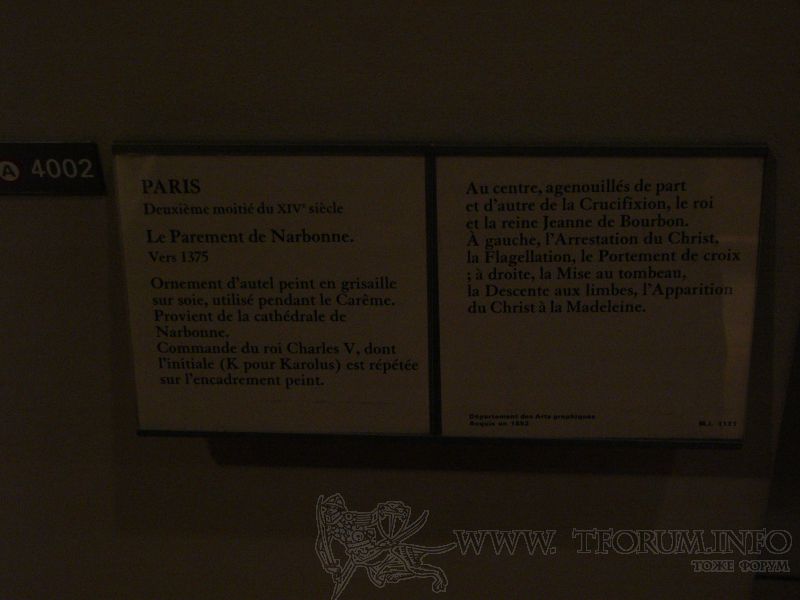 A 4002
PARIS
Deuxième moitié du XIVe siècle
Le Parement de Narbonne.
Vers 1375
Ornement d'autel peint en grisaille
sur soie, utilisé pendant le Carême.
Provient de la cathédrale de
Narbonne.
Commande du roi Charles V, dont
l'initiale (K pour Karolus) est répétée
sur l'encadrement peint.
Au centre, agenouillés de part
et d'autre de la Crucifixion, le roi
et la reine Jeanne de Bourbon.
À gauche, l'Arrestation du Christ,
la Flagellation, le Portement de croix
; à droite, la Mise au tombeau,
la Descente aux limbes, l'Apparition
du Christ à la Madeleine.
Département des Arts graphiques
Acquis en 1852
M.I. 1121
WWW. TFORUM.INFO
ТОЖЕ ФОРУМ